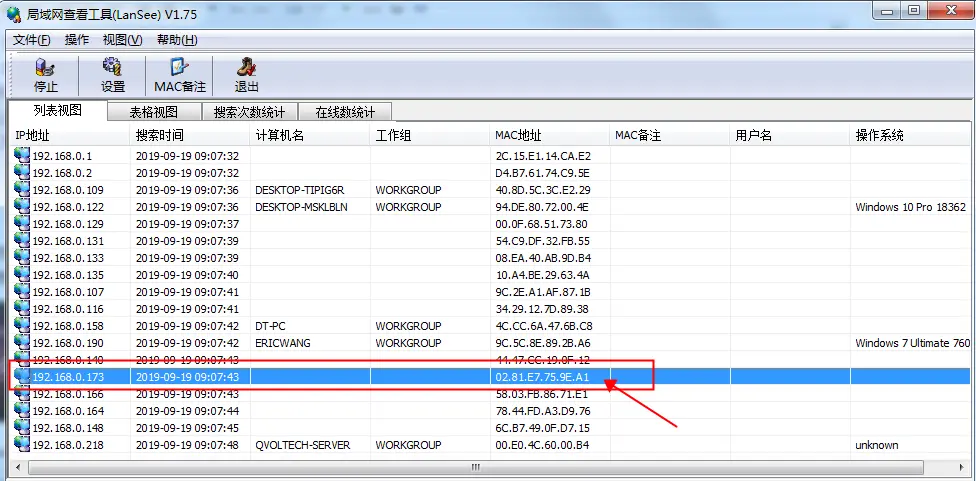 局域网查看工具(LanSee) V1.75
文件(F) 操作 视图(V) 帮助(H)
停止 设置 MAC备注 退出
列表视图 表格视图 搜索次数统计 在线数统计
IP地址 搜索时间 计算机名 工作组 MAC地址 MAC备注 用户名 操作系统
192.168.0.1 2019-09-19 09:07:32 2C.15.E1.14.CA.E2
192.168.0.2 2019-09-19 09:07:32 D4.B7.61.74.C9.5E
192.168.0.109 2019-09-19 09:07:36 DESKTOP-TIPIG6R WORKGROUP 40.8D.5C.3C.E2.29
192.168.0.122 2019-09-19 09:07:36 DESKTOP-MSKLBLN WORKGROUP 94.DE.80.72.00.4E Windows 10 Pro 18362
192.168.0.129 2019-09-19 09:07:37 00.0F.68.51.73.80
192.168.0.131 2019-09-19 09:07:39 54.C9.DF.32.FB.55
192.168.0.133 2019-09-19 09:07:39 08.EA.40.AB.9D.B4
192.168.0.135 2019-09-19 09:07:40 10.A4.BE.29.63.4A
192.168.0.107 2019-09-19 09:07:41 9C.2E.A1.AF.87.1B
192.168.0.116 2019-09-19 09:07:41 34.29.12.7D.89.38
192.168.0.158 2019-09-19 09:07:42 DT-PC WORKGROUP 4C.CC.6A.47.6B.C8
192.168.0.190 2019-09-19 09:07:42 ERICWANG WORKGROUP 9C.5C.8E.89.2B.A6 Windows 7 Ultimate 760
192.168.0.140 2019-09-19 09:07:43 44.47.CC.19.0F.12
192.168.0.173 2019-09-19 09:07:43 02.81.E7.75.9E.A1
192.168.0.166 2019-09-19 09:07:43 58.03.FB.86.71.E1
192.168.0.164 2019-09-19 09:07:44 78.44.FD.A3.D9.76
192.168.0.148 2019-09-19 09:07:45 6C.B7.49.0F.D7.15
192.168.0.218 2019-09-19 09:07:48 QVOLTECH-SERVER WORKGROUP 00.E0.4C.60.00.B4 unknown